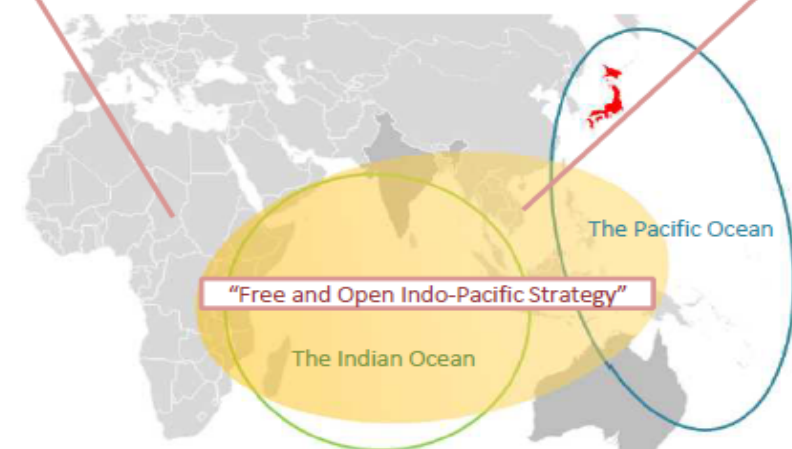 The Pacific Ocean
“Free and Open Indo-Pacific Strategy”
The Indian Ocean